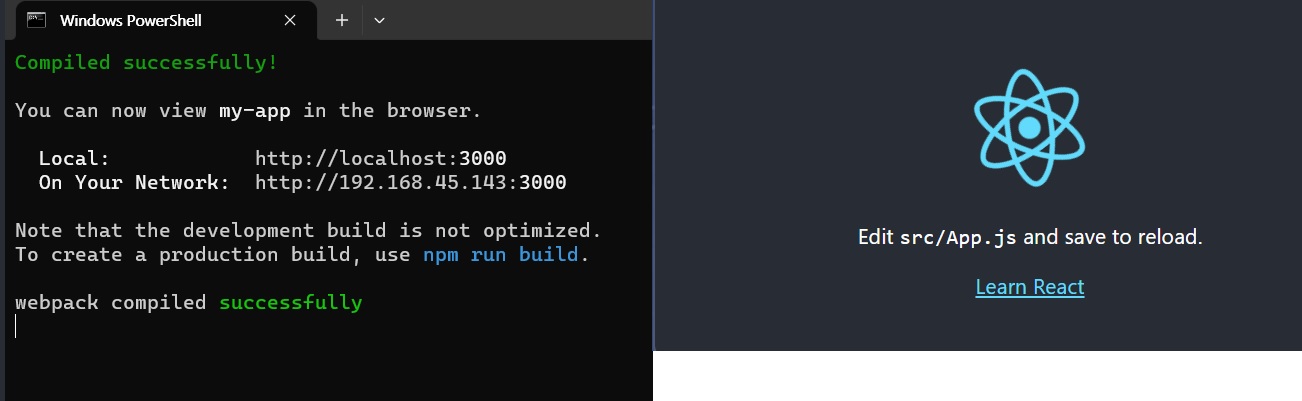 Windows PowerShell
Compiled successfully!
You can now view my-app in the browser.
Local: http://localhost:3000
On Your Network: http://192.168.45.143:3000
Note that the development build is not optimized.
To create a production build, use npm run build.
webpack compiled successfully
Edit src/App.js and save to reload.
Learn React